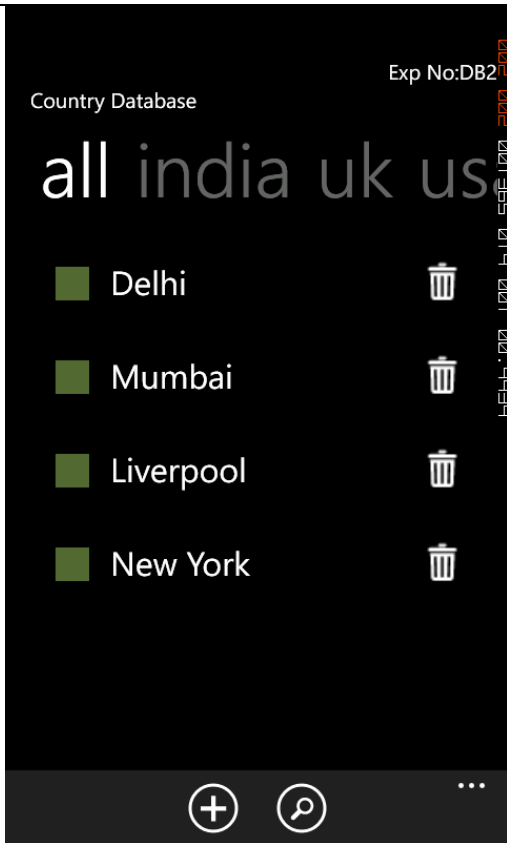 Exp No:DB2
Country Database
all india uk us
Delhi
Mumbai
Liverpool
New York